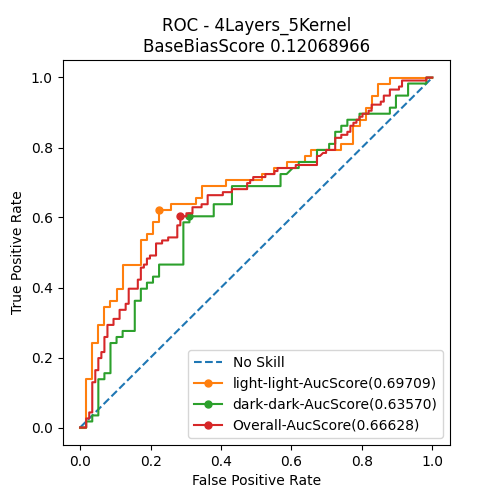 ROC - 4Layers_5Kernel
BaseBiasScore 0.12068966
True Positive Rate
1.0
0.8
0.6
0.4
0.2
0.0
No Skill
light-light-AucScore(0.69709)
dark-dark-AucScore(0.63570)
Overall-AucScore(0.66628)
0.0 0.2 0.4 0.6 0.8 1.0
False Positive Rate